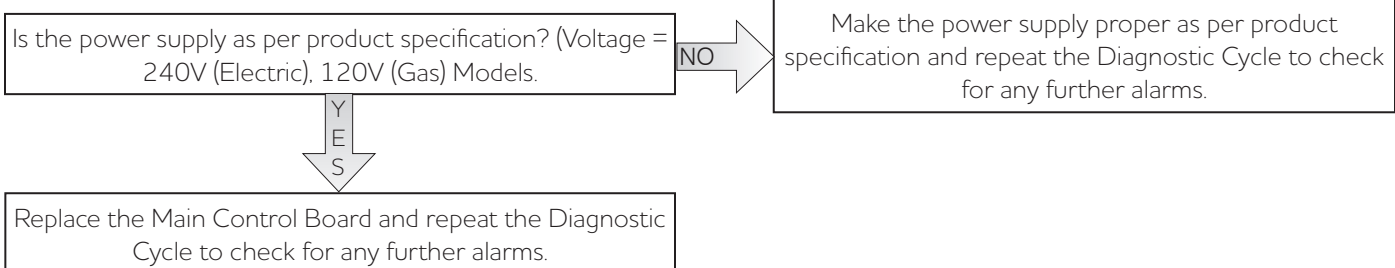 Is the power supply as per product specification? (Voltage =
240V (Electric), 120V (Gas) Models.
NO
Make the power supply proper as per product
specification and repeat the Diagnostic Cycle to check
for any further alarms.
Y
E
S
Replace the Main Control Board and repeat the Diagnostic
Cycle to check for any further alarms.